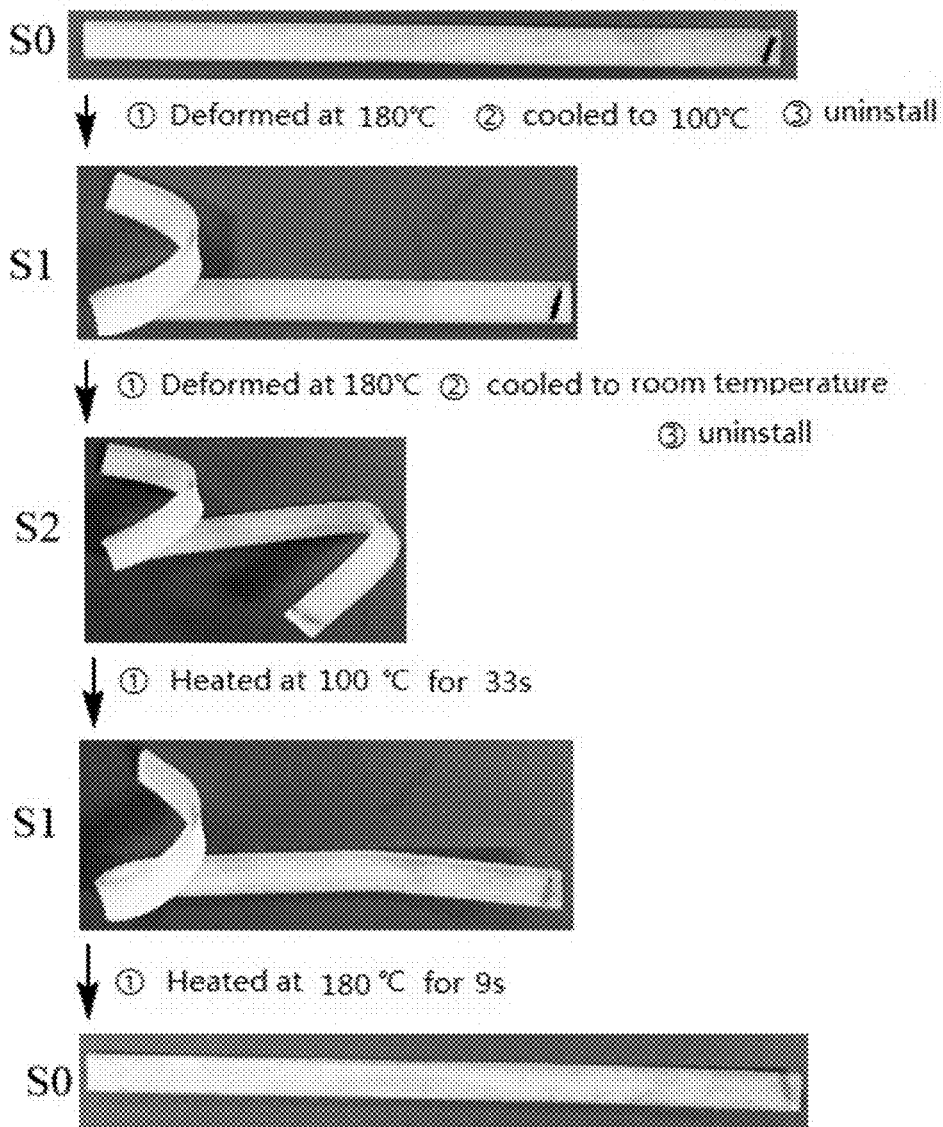 S0
① Deformed at 180℃ ② cooled to 100℃ ③ uninstall
S1
① Deformed at 180℃ ② cooled to room temperature
③ uninstall
S2
① Heated at 100 ℃ for 33s
S1
① Heated at 180 ℃ for 9s
S0